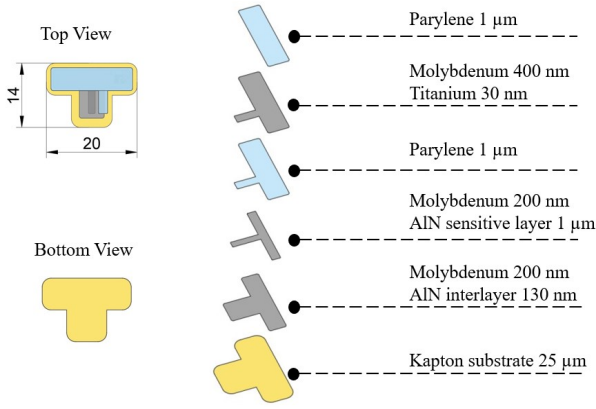 Top View
14
20
Bottom View
Parylene 1 µm
Molybdenum 400 nm
Titanium 30 nm
Parylene 1 µm
Molybdenum 200 nm
AlN sensitive layer 1 µm
Molybdenum 200 nm
AlN interlayer 130 nm
Kapton substrate 25 µm